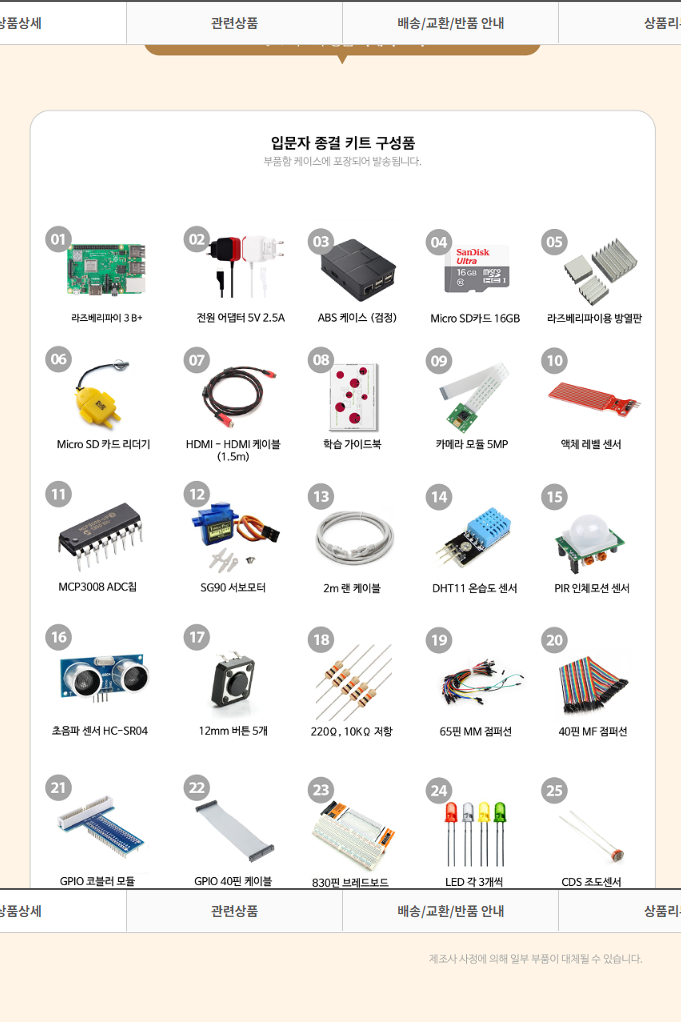 상품상세
관련상품
배송/교환/반품 안내
상품리뷰
입문자 종결 키트 구성품
부품함 케이스에 포장되어 발송됩니다.
01
02
03
04
05
SanDisk
Ultra
16GB
라즈베리파이 3 B+
전원 어댑터 5V 2.5A
ABS 케이스 (검정)
Micro SD카드 16GB
라즈베리파이용 방열판
06
07
08
09
10
Micro SD 카드 리더기
HDMI - HDMI 케이블
(1.5m)
학습 가이드북
카메라 모듈 5MP
액체 레벨 센서
11
12
13
14
15
MCP3008 ADC칩
SG90 서보모터
2m 랜 케이블
DHT11 온습도 센서
PIR 인체모션 센서
16
17
18
19
20
초음파 센서 HC-SR04
12mm 버튼 5개
220Ω, 10KΩ 저항
65핀 MM 점퍼선
40핀 MF 점퍼선
21
22
23
24
25
GPIO 코블러 모듈
GPIO 40핀 케이블
830핀 브레드보드
LED 각 3개씩
CDS 조도센서
상품상세
관련상품
배송/교환/반품 안내
상품리뷰
제조사 사정에 의해 일부 부품이 대체될 수 있습니다.